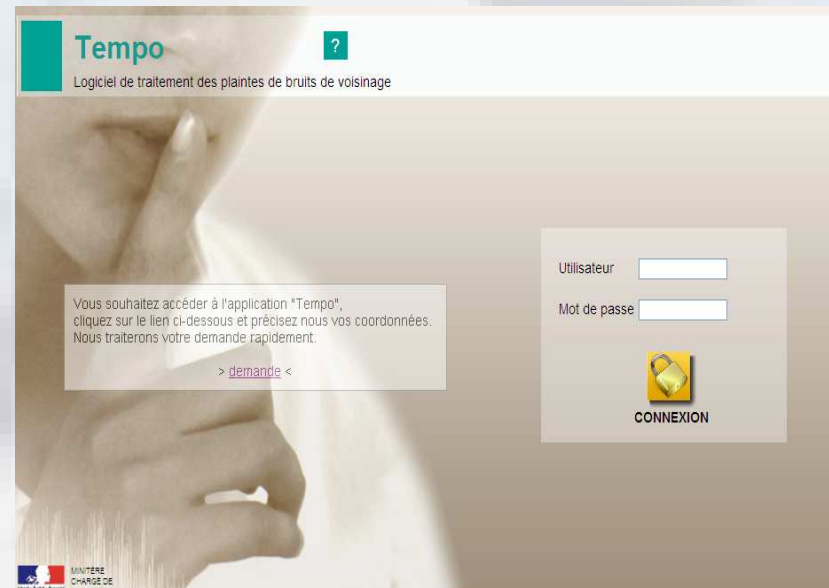 Tempo
?
Logiciel de traitement des plaintes de bruits de voisinage
Utilisateur
Mot de passe
Vous souhaitez accéder à l'application "Tempo",
cliquez sur le lien ci-dessous et précisez nous vos coordonnées.
Nous traiterons votre demande rapidement.
> demande <
CONNEXION
MINITÈRE
CHARGÉ DE